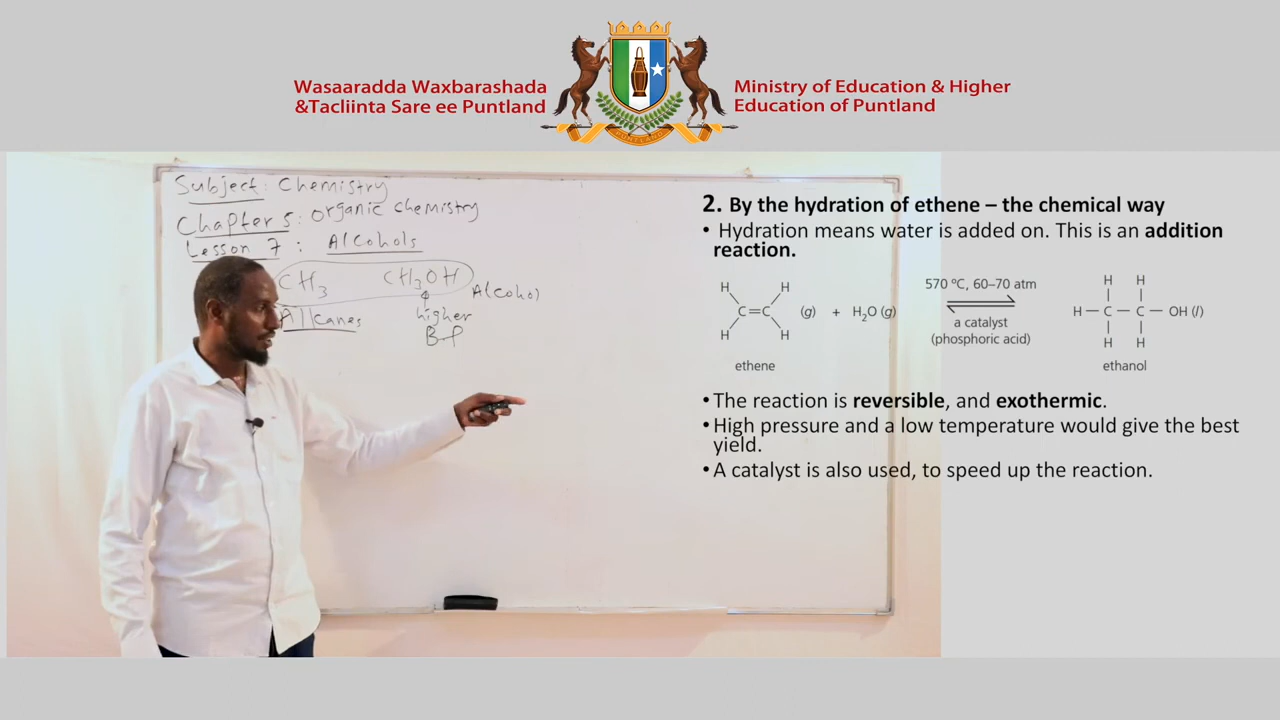 Wasaaradda Waxbarashada
&Tacliinta Sare ee Puntland
Ministry of Education & Higher
Education of Puntland
PUNTLAND
Subject: Chemistry
Chapter 5: organic chemistry
Lesson 7 : Alcohols
CH₃ CH₃OH
Alcohol
Alkanes
higher
B.P
2. By the hydration of ethene – the chemical way
• Hydration means water is added on. This is an addition
reaction.
H H
C=C (g) + H₂O (g)
H H
ethene
570 ºC, 60–70 atm
a catalyst
(phosphoric acid)
H H
H — C — C — OH (l)
H H
ethanol
• The reaction is reversible, and exothermic.
• High pressure and a low temperature would give the best
yield.
• A catalyst is also used, to speed up the reaction.